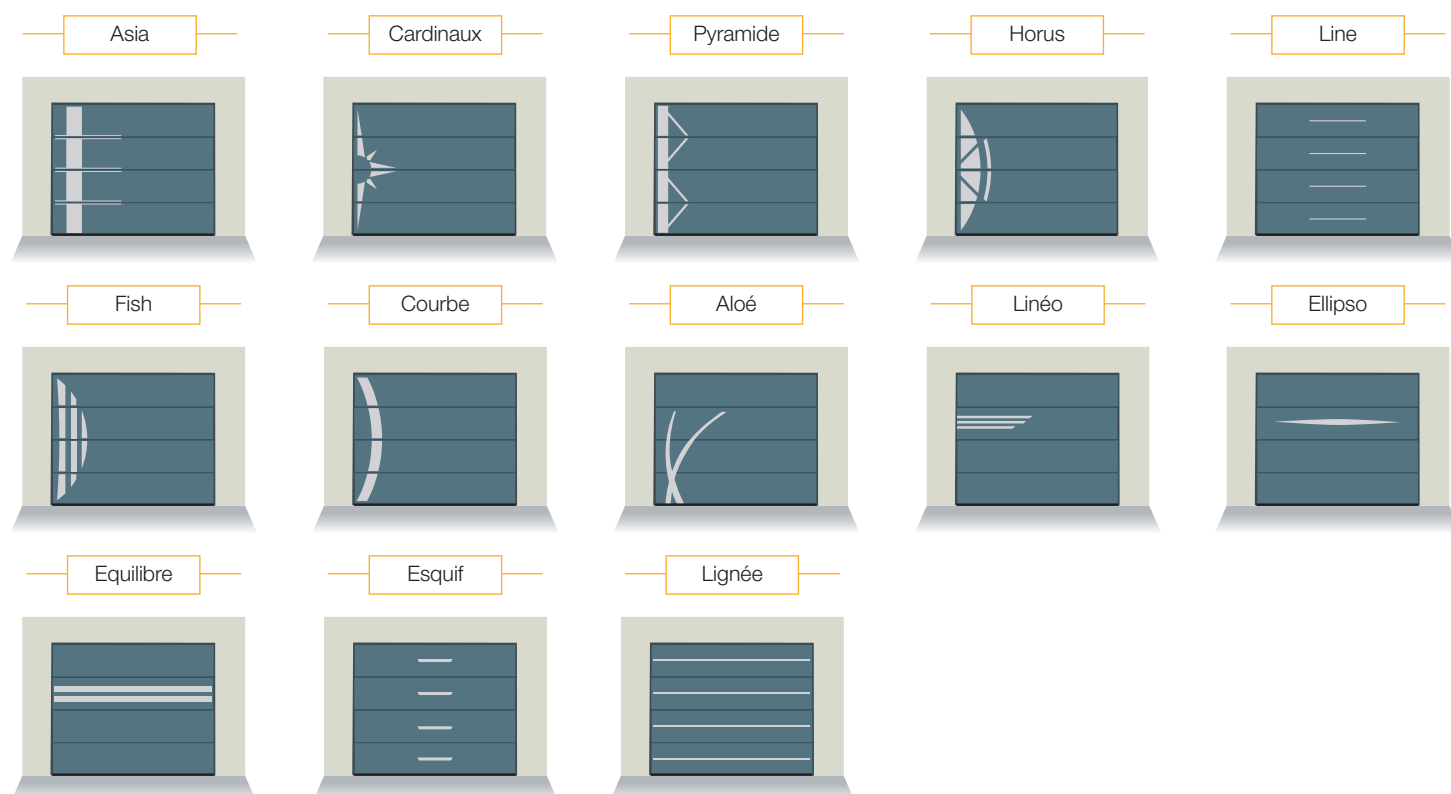 Asia
Cardinaux
Pyramide
Horus
Line
Fish
Courbe
Aloé
Linéo
Ellipso
Equilibre
Esquif
Lignée